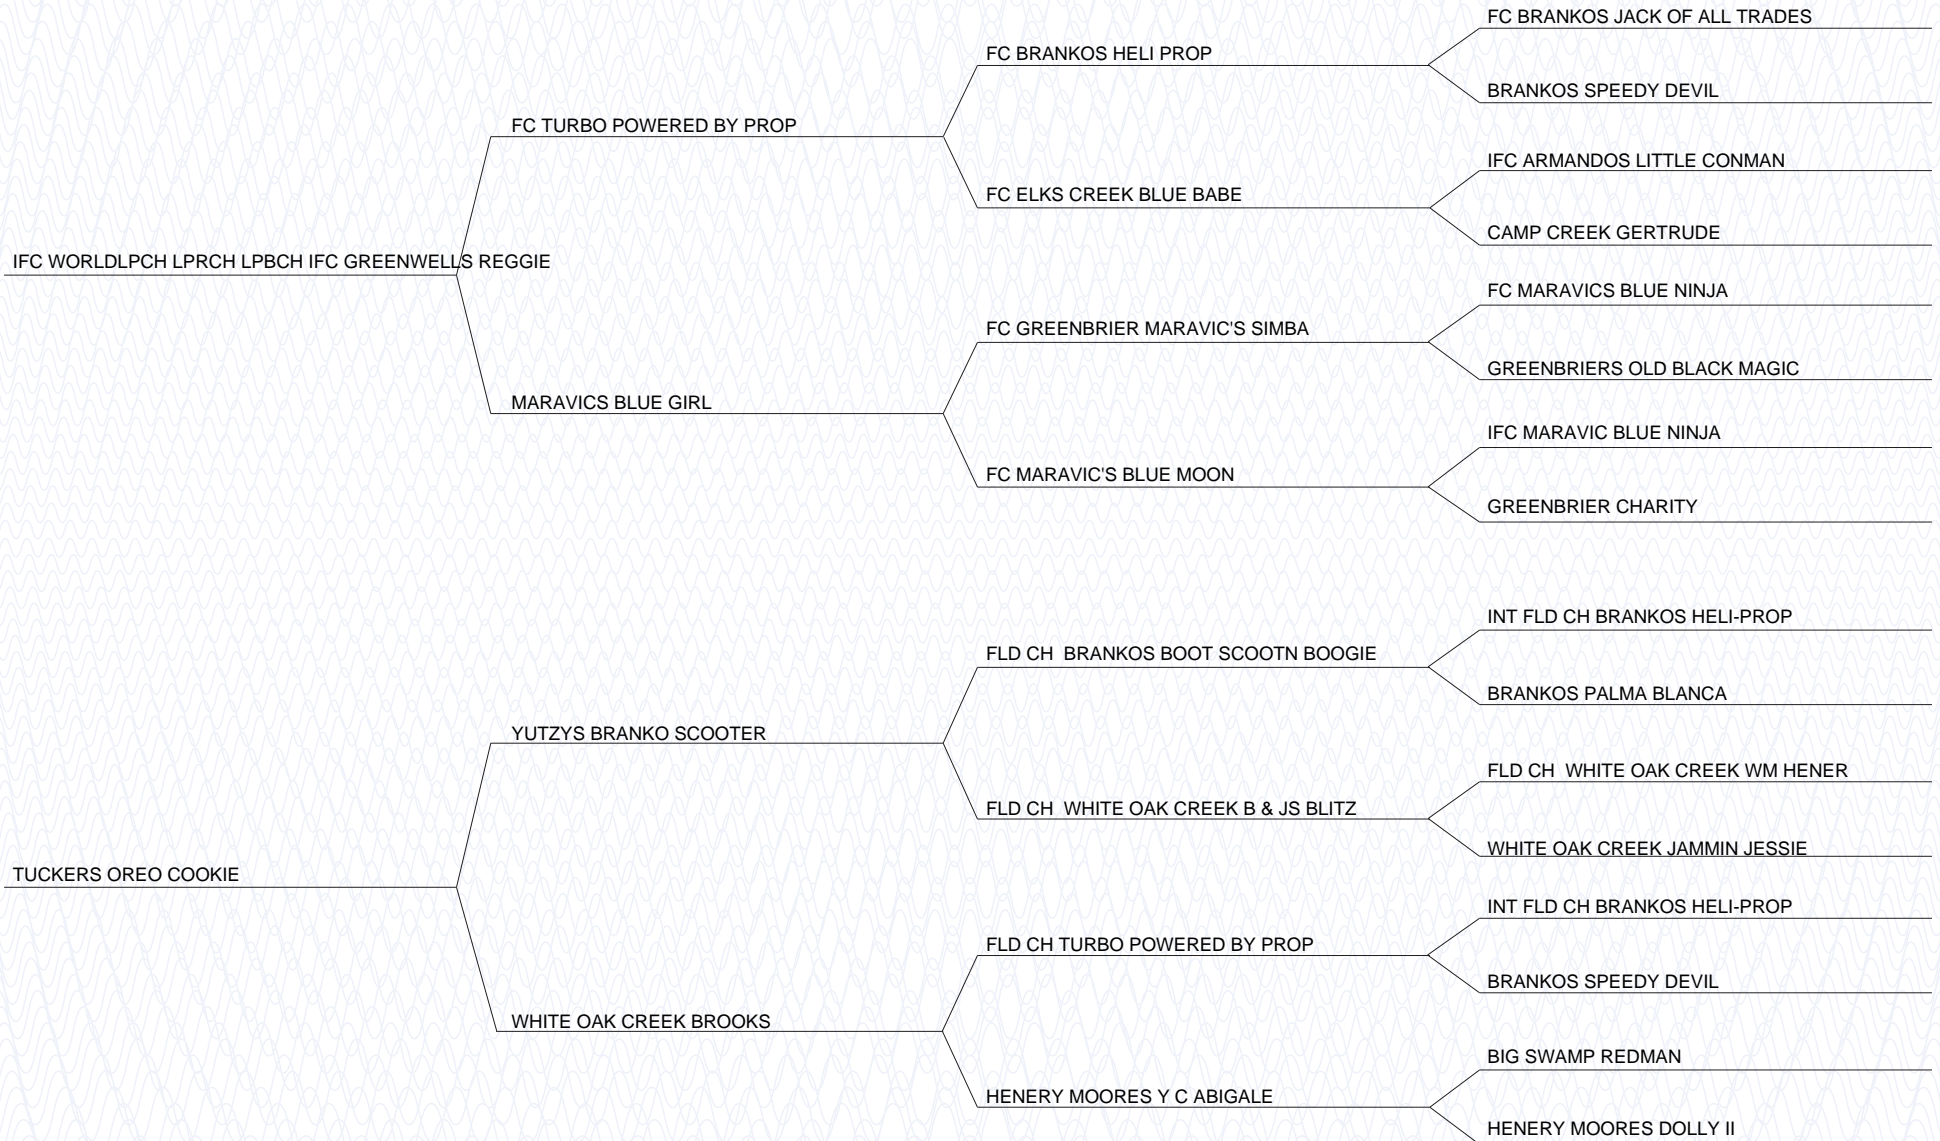 FC BRANKOS JACK OF ALL TRADES
FC BRANKOS HELI PROP
BRANKOS SPEEDY DEVIL
FC TURBO POWERED BY PROP
IFC ARMANDOS LITTLE CONMAN
FC ELKS CREEK BLUE BABE
CAMP CREEK GERTRUDE
IFC WORLDLPCH LPRCH LPBCH IFC GREENWELLS REGGIE
FC MARAVICS BLUE NINJA
FC GREENBRIER MARAVIC'S SIMBA
GREENBRIERS OLD BLACK MAGIC
MARAVICS BLUE GIRL
IFC MARAVIC BLUE NINJA
FC MARAVIC'S BLUE MOON
GREENBRIER CHARITY
INT FLD CH BRANKOS HELI-PROP
FLD CH  BRANKOS BOOT SCOOTN BOOGIE
BRANKOS PALMA BLANCA
YUTZYS BRANKO SCOOTER
FLD CH  WHITE OAK CREEK WM HENER
FLD CH  WHITE OAK CREEK B & JS BLITZ
WHITE OAK CREEK JAMMIN JESSIE
TUCKERS OREO COOKIE
INT FLD CH BRANKOS HELI-PROP
FLD CH TURBO POWERED BY PROP
BRANKOS SPEEDY DEVIL
WHITE OAK CREEK BROOKS
BIG SWAMP REDMAN
HENERY MOORES Y C ABIGALE
HENERY MOORES DOLLY II